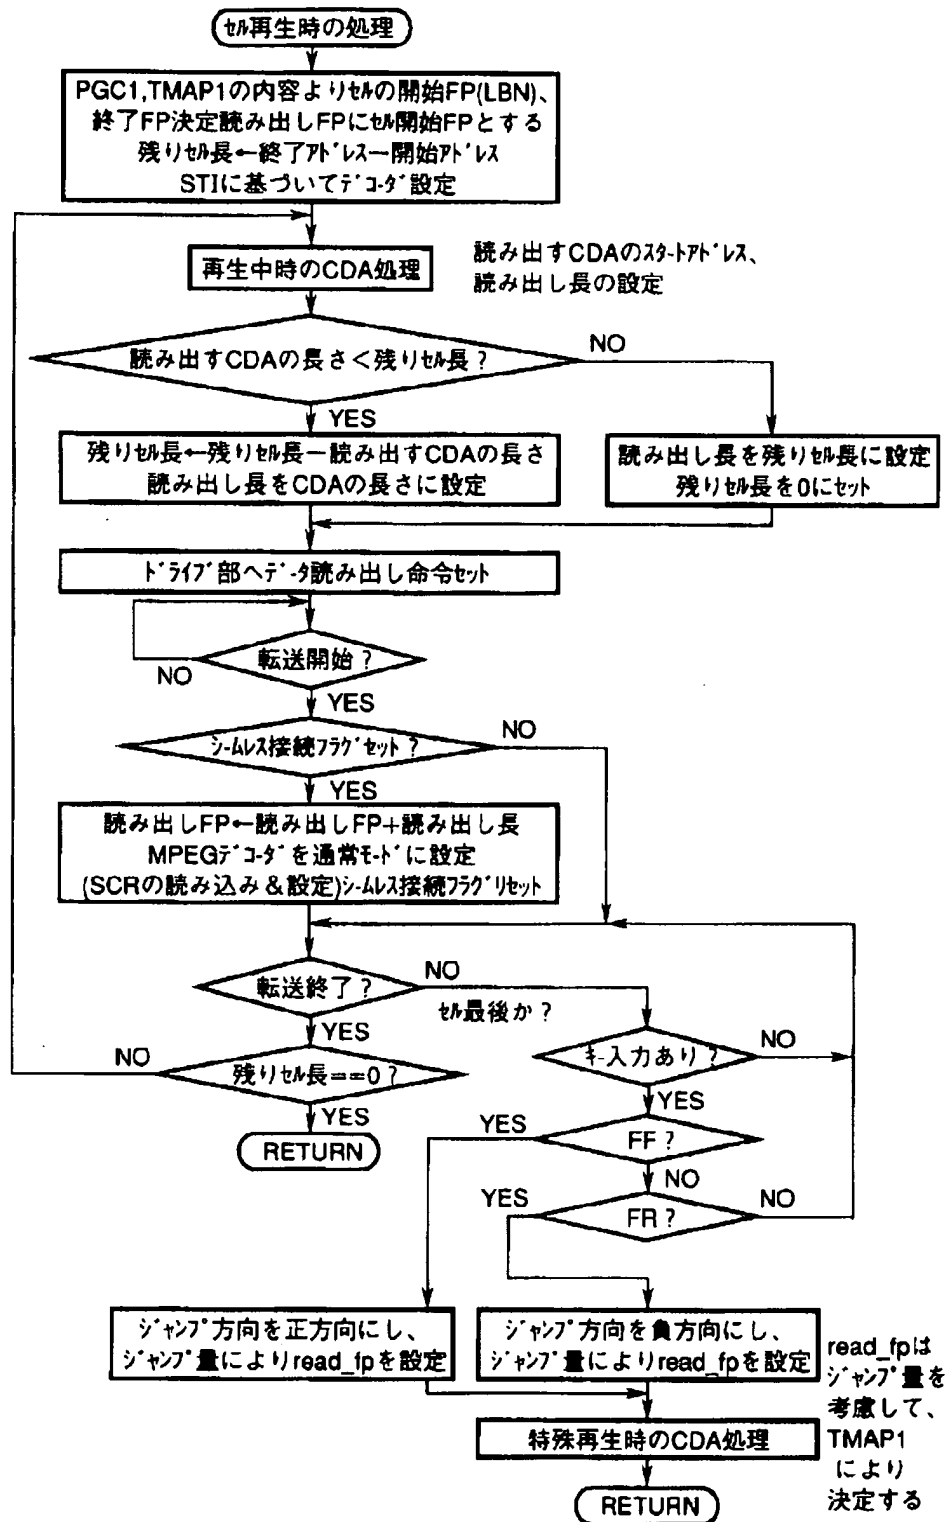 セル再生時の処理
PGC1,TMAP1の内容よりセルの開始FP(LBN)、
終了FP決定読み出しFPにセル開始FPとする
残りセル長←終了アドレスー開始アドレス
STIに基づいてデコーダ設定
再生中時のCDA処理
読み出すCDAのスタートアドレス、
読み出し長の設定
読み出すCDAの長さ<残りセル長?
NO
YES
残りセル長←残りセル長ー読み出すCDAの長さ
読み出し長をCDAの長さに設定
読み出し長を残りセル長に設定
残りセル長を0にセット
ドライブ部へデータ読み出し命令セット
転送開始?
NO
YES
シームレス接続フラグセット?
NO
YES
読み出しFP←読み出しFP+読み出し長
MPEGデコーダを通常モードに設定
(SCRの読み込み&設定)シームレス接続フラグリセット
転送終了?
NO
セル最後か?
YES
キー入力あり?
NO
YES
残りセル長==0?
NO
YES
RETURN
FF?
YES
NO
FR?
YES
NO
ジャンプ方向を正方向にし、
ジャンプ量によりread_fpを設定
ジャンプ方向を負方向にし、
ジャンプ量によりread_fpを設定
read_fpは
ジャンプ量を
考慮して、
TMAP1
により
決定する
特殊再生時のCDA処理
RETURN